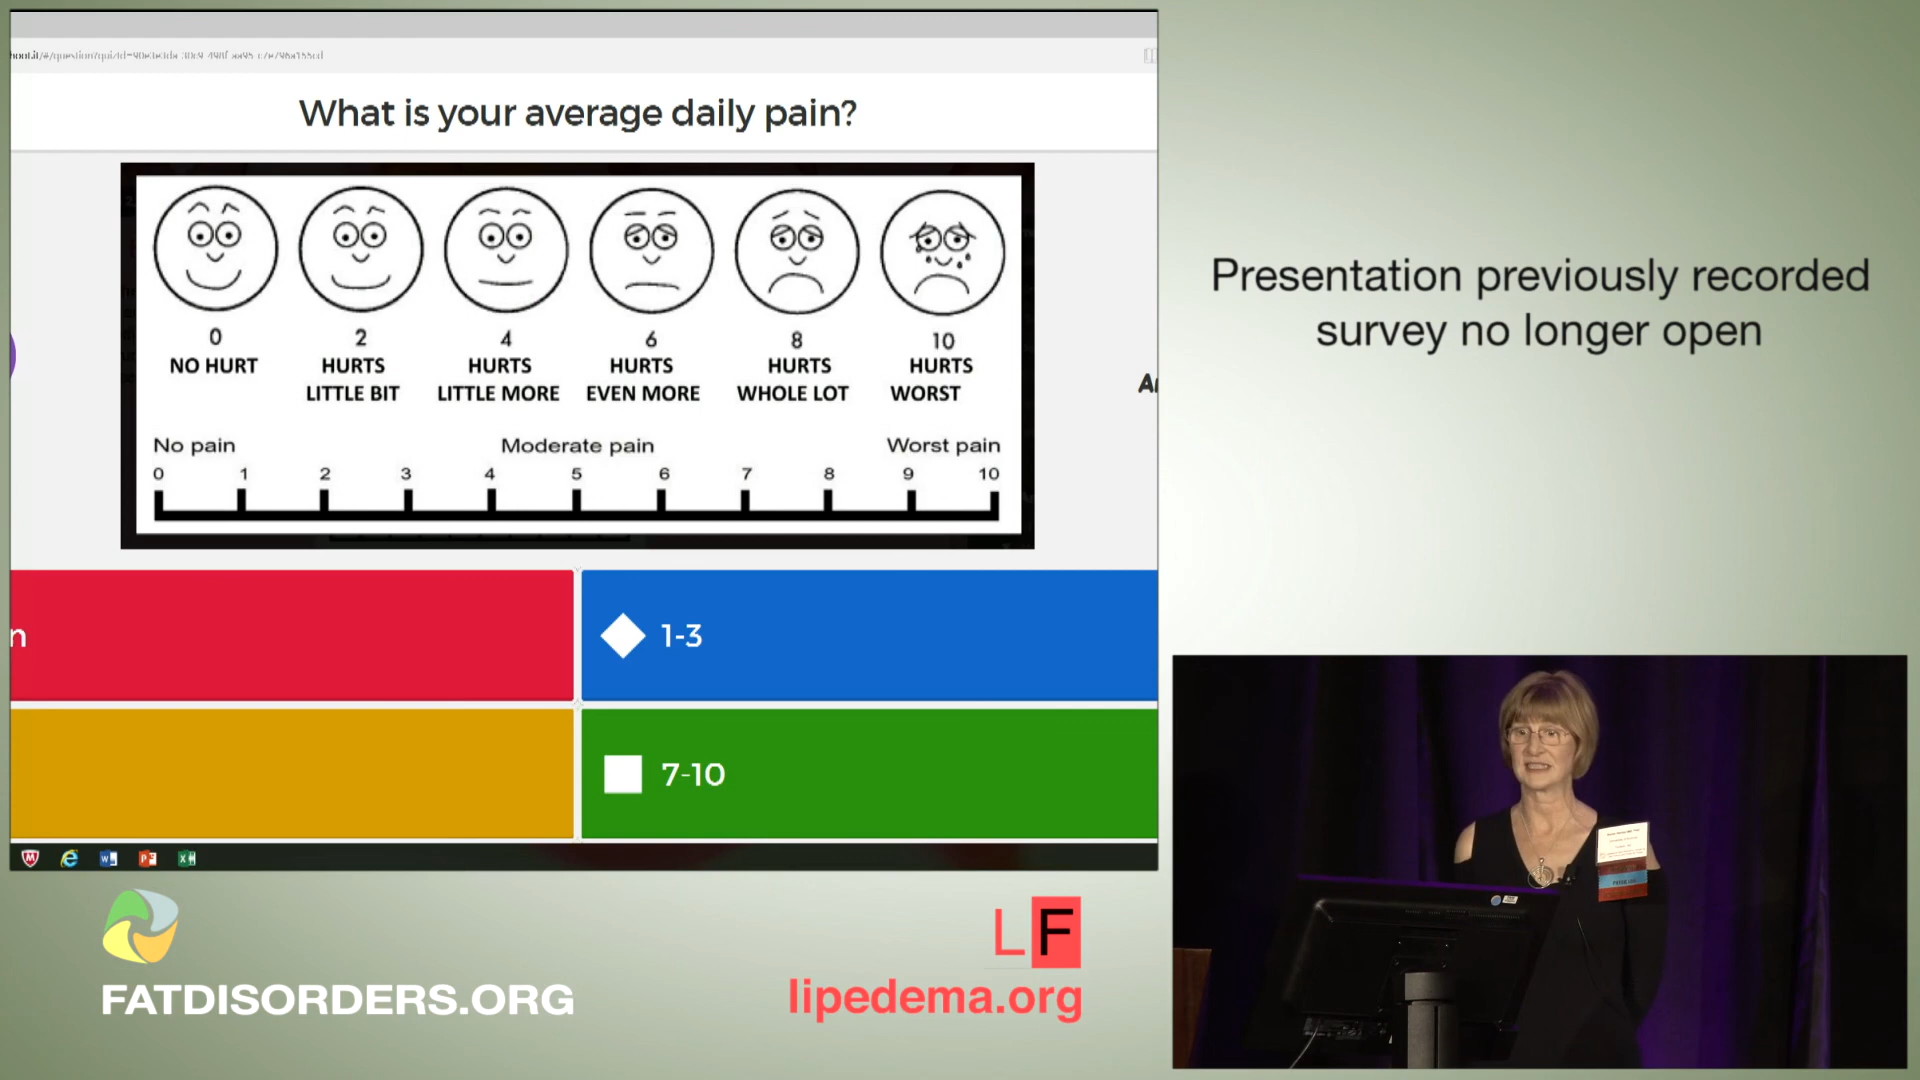 What is your average daily pain?
0 2 4 6 8 10
NO HURT HURTS HURTS HURTS HURTS HURTS
LITTLE BIT LITTLE MORE EVEN MORE WHOLE LOT WORST
No pain Moderate pain Worst pain
0 1 2 3 4 5 6 7 8 9 10
n
1-3
7-10
Presentation previously recorded
survey no longer open
FATDISORDERS.ORG
LF
lipedema.org